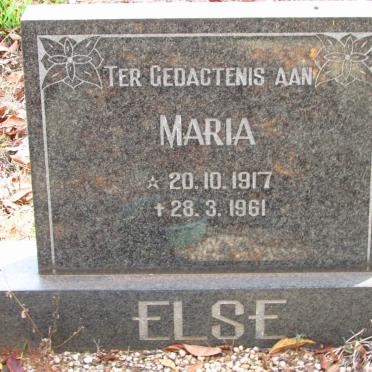 TER GEDACTENIS AAN
MARIA
☆ 20.10.1917
✝ 28.3.1961
ELSE